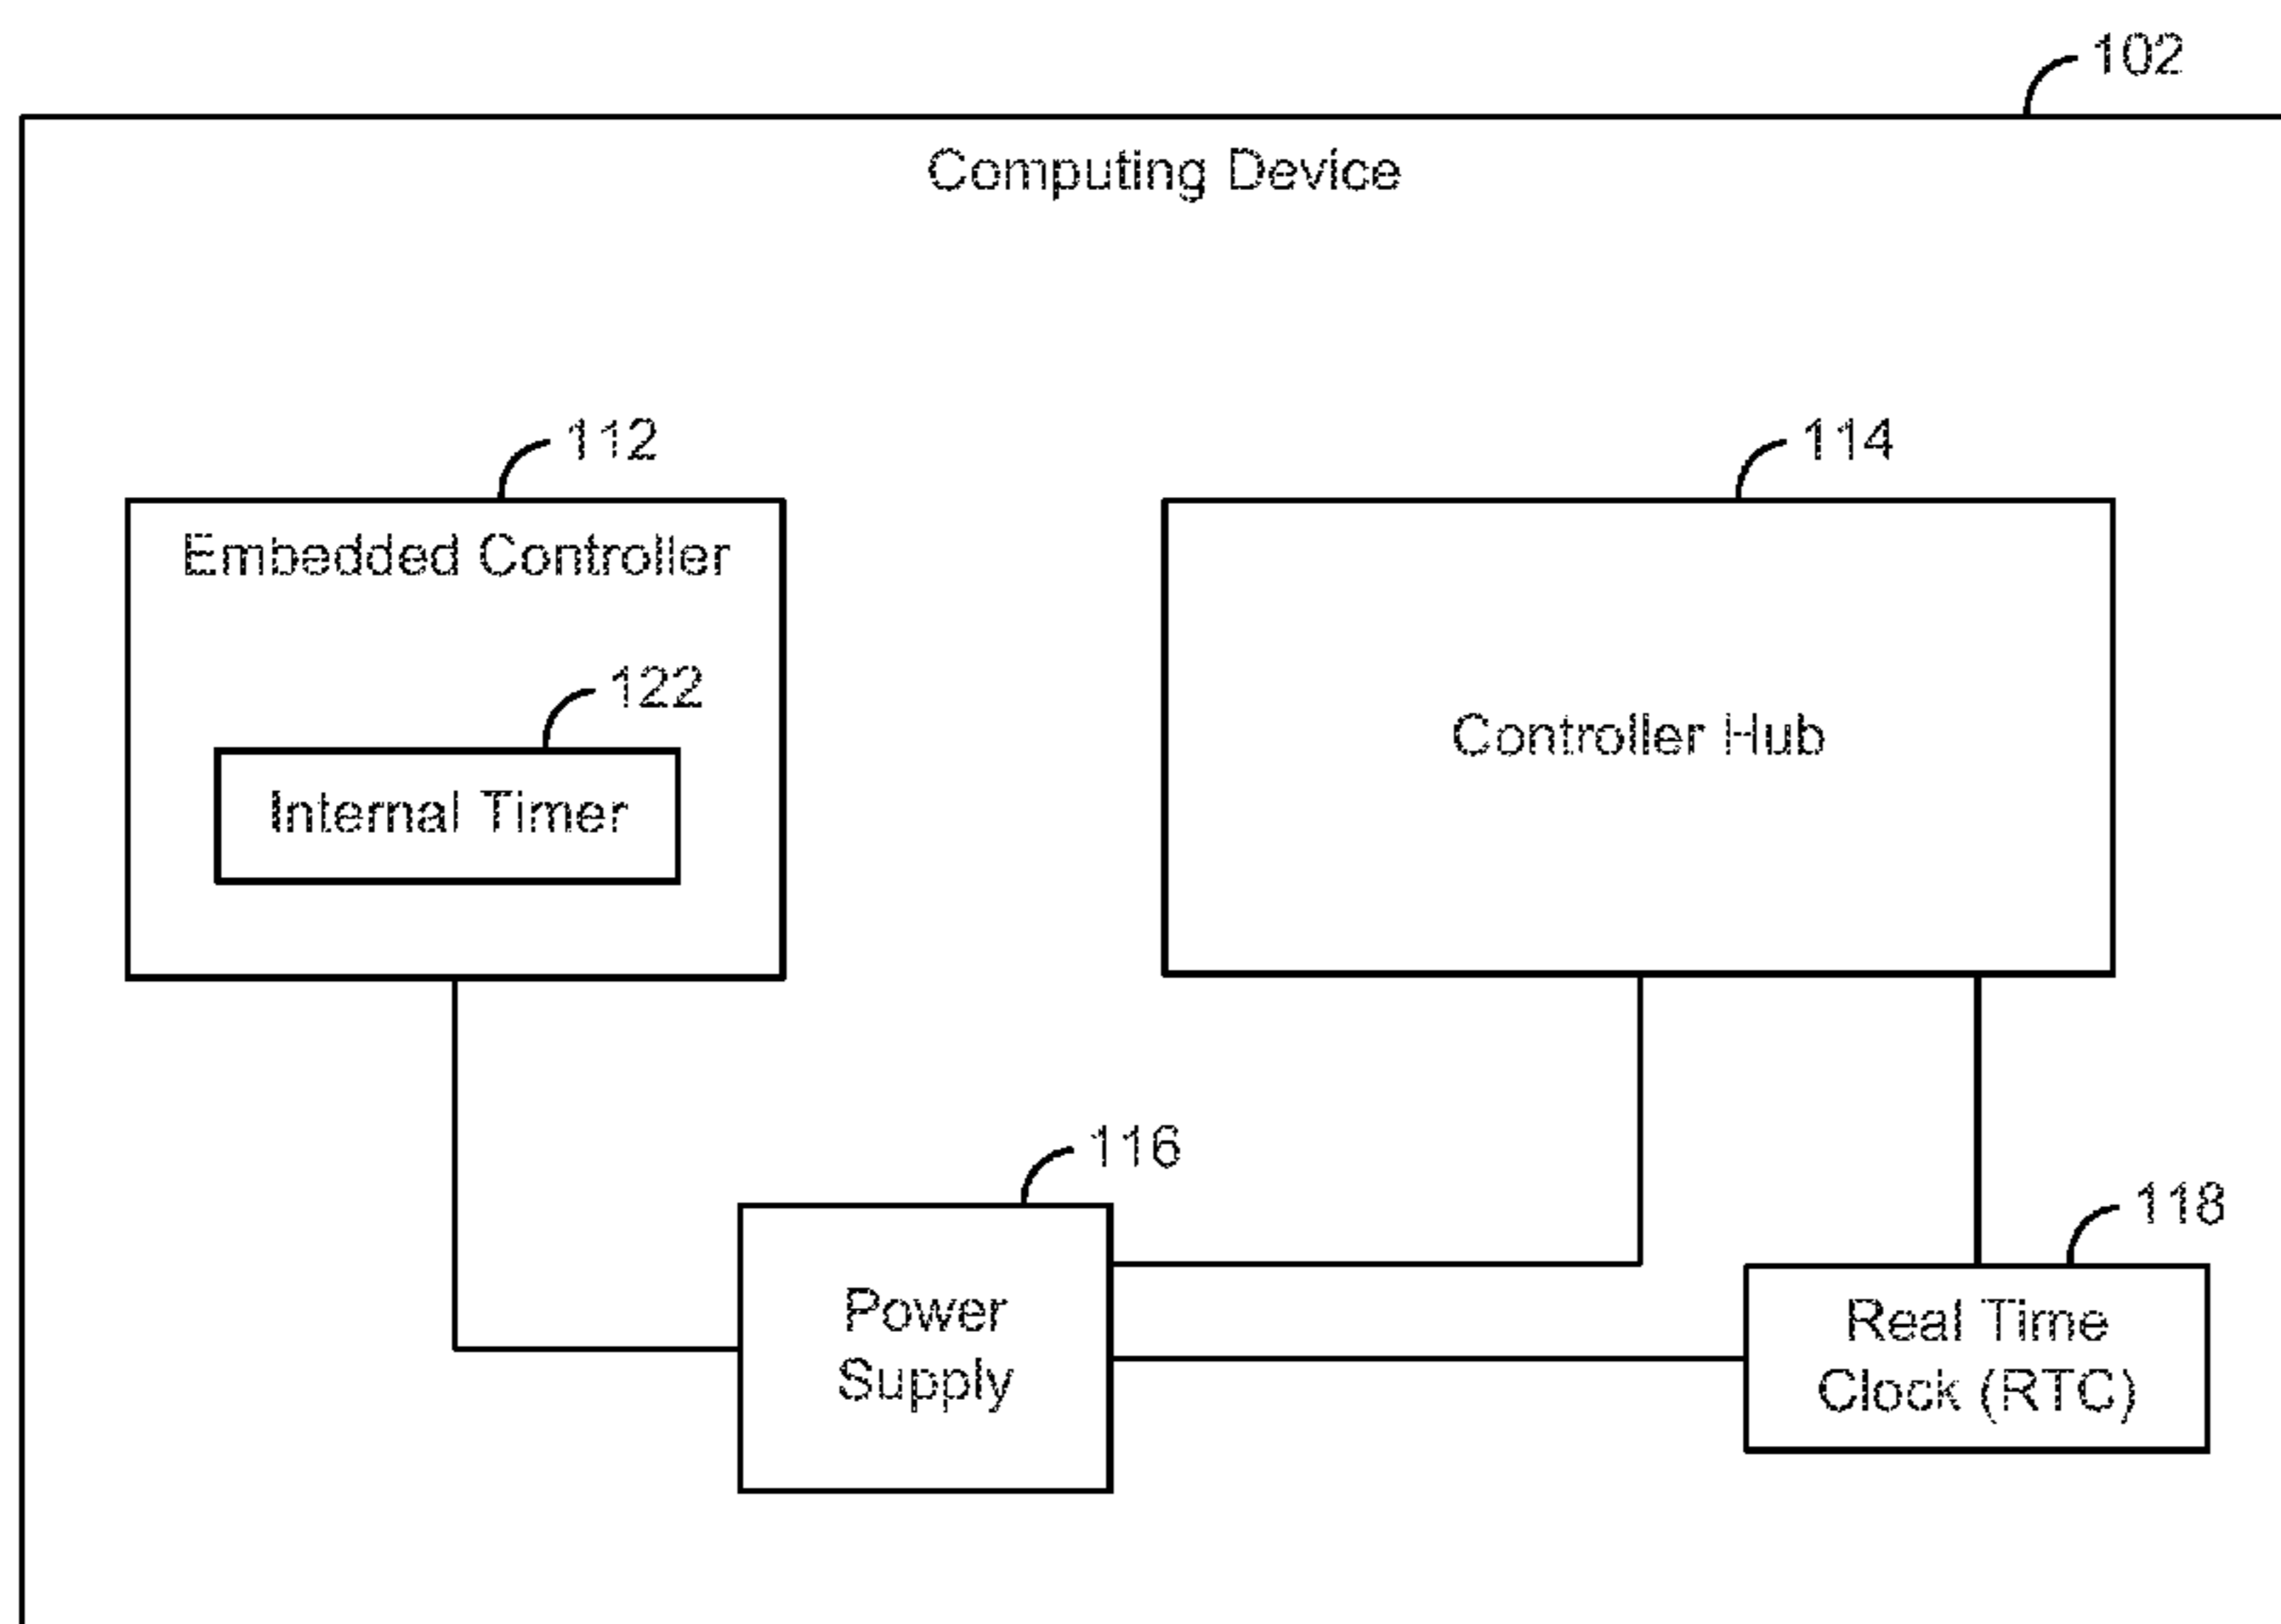 102
Computing Device
112
114
Embedded Controller
122
Controller Hub
Internal Timer
116
118
Power
Supply
Real Time
Clock (RTC)